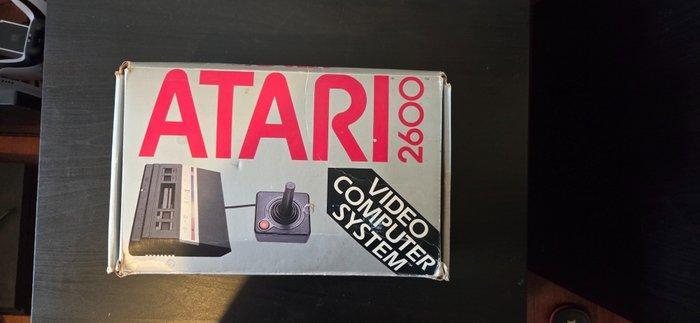 ATARI
2600
VIDEO
COMPUTER
SYSTEM